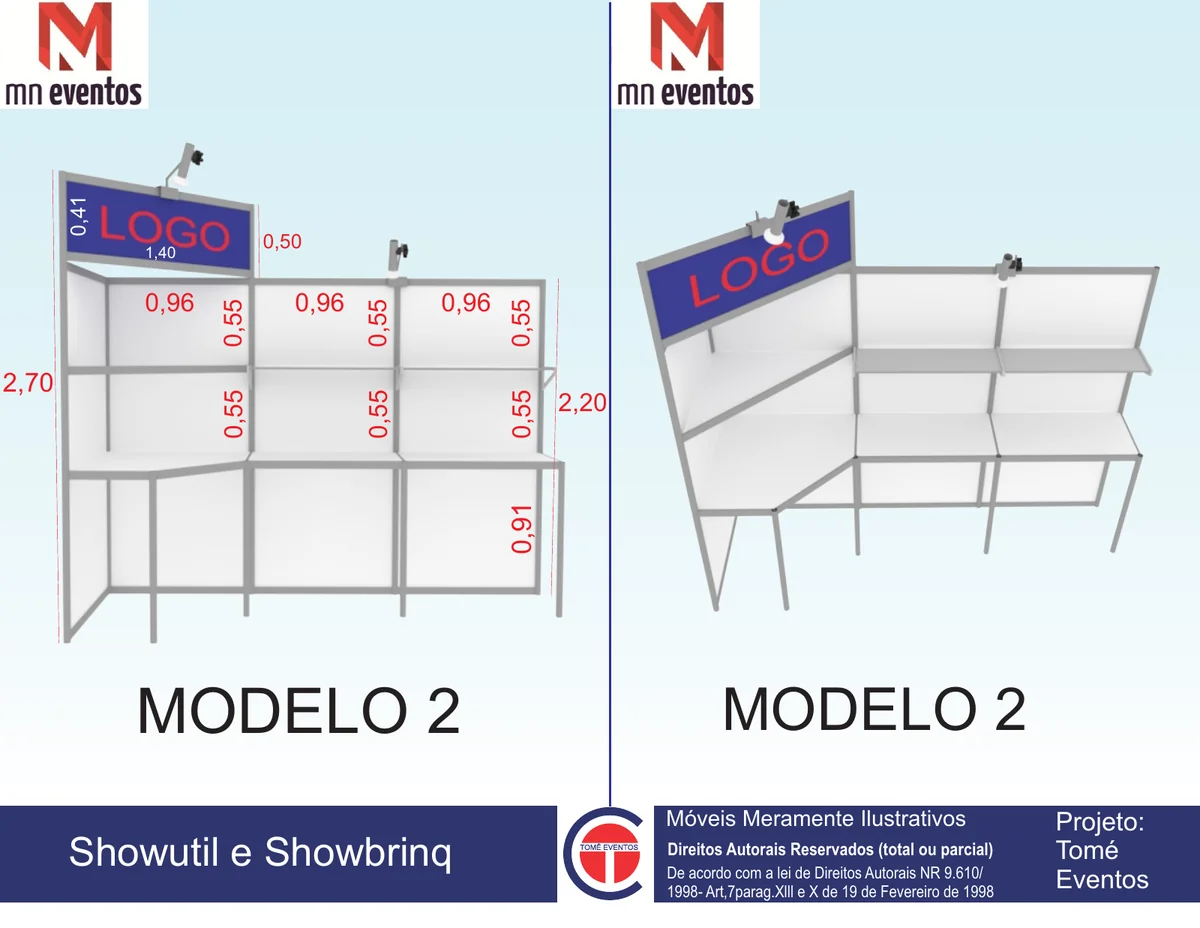 M
mn eventos
LOGO
0,41
1,40
0,50
0,96
0,96
0,96
0,55
0,55
0,55
2,70
0,55
0,55
0,55
2,20
0,91
MODELO 2
M
mn eventos
LOGO
MODELO 2
Showutil e Showbrinq
TOMÉ EVENTOS
Móveis Meramente Ilustrativos
Direitos Autorais Reservados (total ou parcial)
De acordo com a lei de Direitos Autorais NR 9.610/
1998- Art,7parag.XIII e X de 19 de Fevereiro de 1998
Projeto:
Tomé
Eventos